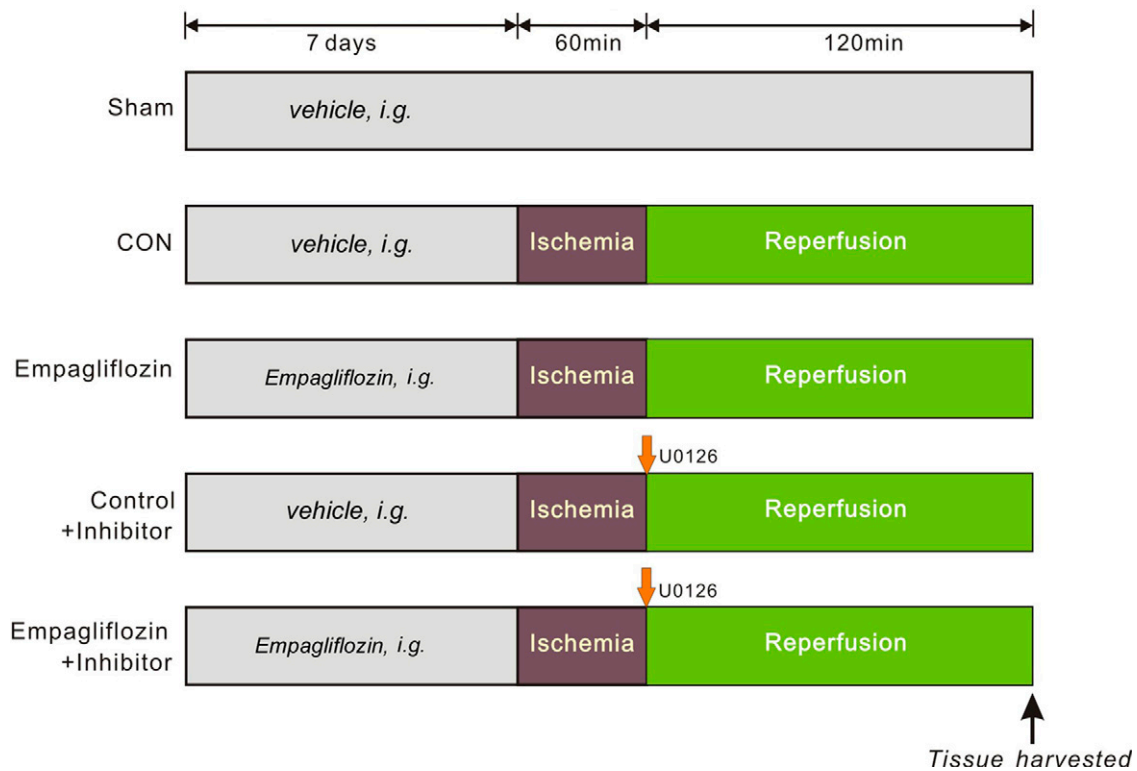 7 days 60min 120min
Sham vehicle, i.g.
CON vehicle, i.g. Ischemia Reperfusion
Empagliflozin Empagliflozin, i.g. Ischemia Reperfusion
U0126
Control
+Inhibitor vehicle, i.g. Ischemia Reperfusion
U0126
Empagliflozin
+Inhibitor Empagliflozin, i.g. Ischemia Reperfusion
Tissue harvested